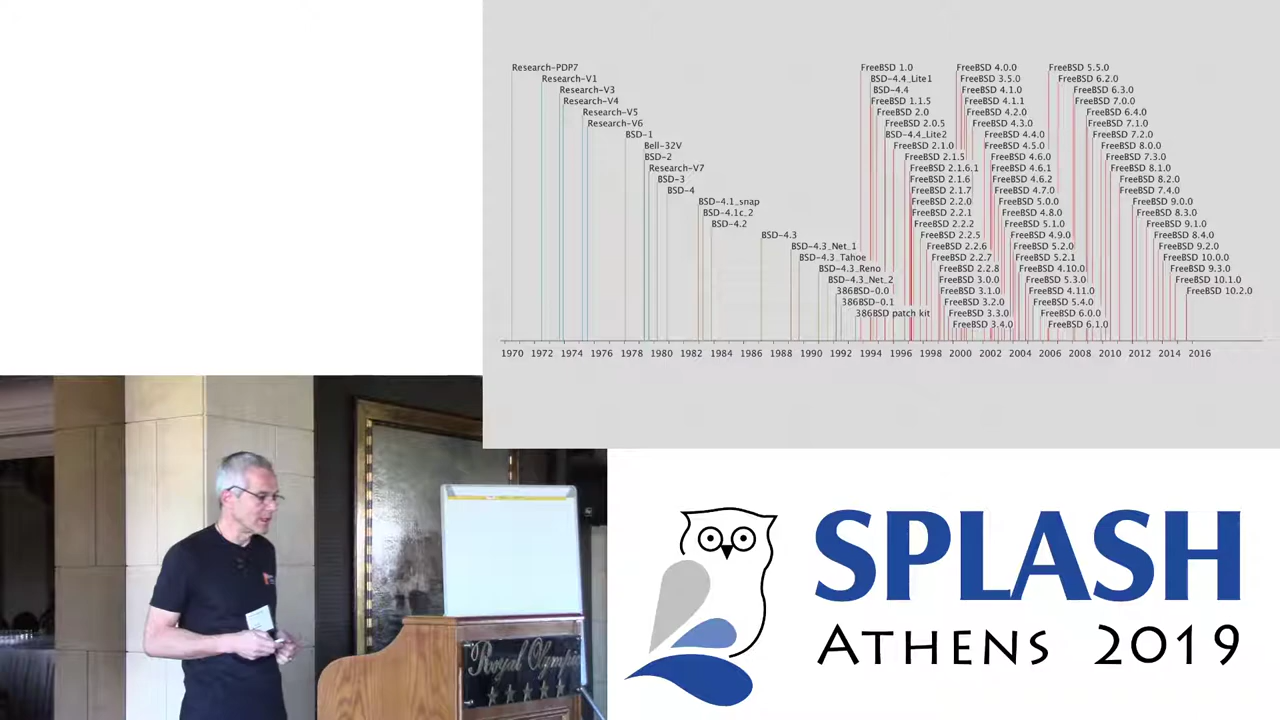 Research-PDP7
Research-V1
Research-V3
Research-V4
Research-V5
Research-V6
BSD-1
Bell-32V
BSD-2
Research-V7
BSD-3
BSD-4
BSD-4.1_snap
BSD-4.1c_2
BSD-4.2
BSD-4.3
BSD-4.3_Net_1
BSD-4.3_Tahoe
BSD-4.3_Reno
BSD-4.3_Net_2
386BSD-0.0
386BSD-0.1
386BSD patch kit
FreeBSD 1.0
BSD-4.4_Lite1
BSD-4.4
FreeBSD 1.1.5
FreeBSD 2.0
FreeBSD 2.0.5
BSD-4.4_Lite2
FreeBSD 2.1.0
FreeBSD 2.1.5
FreeBSD 2.1.6.1
FreeBSD 2.1.6
FreeBSD 2.1.7
FreeBSD 2.2.0
FreeBSD 2.2.1
FreeBSD 2.2.2
FreeBSD 2.2.5
FreeBSD 2.2.6
FreeBSD 2.2.7
FreeBSD 2.2.8
FreeBSD 3.0.0
FreeBSD 3.1.0
FreeBSD 3.2.0
FreeBSD 3.3.0
FreeBSD 3.4.0
FreeBSD 4.0.0
FreeBSD 3.5.0
FreeBSD 4.1.0
FreeBSD 4.1.1
FreeBSD 4.2.0
FreeBSD 4.3.0
FreeBSD 4.4.0
FreeBSD 4.5.0
FreeBSD 4.6.0
FreeBSD 4.6.1
FreeBSD 4.6.2
FreeBSD 4.7.0
FreeBSD 5.0.0
FreeBSD 4.8.0
FreeBSD 5.1.0
FreeBSD 4.9.0
FreeBSD 5.2.0
FreeBSD 5.2.1
FreeBSD 4.10.0
FreeBSD 5.3.0
FreeBSD 4.11.0
FreeBSD 5.4.0
FreeBSD 6.0.0
FreeBSD 6.1.0
FreeBSD 5.5.0
FreeBSD 6.2.0
FreeBSD 6.3.0
FreeBSD 7.0.0
FreeBSD 6.4.0
FreeBSD 7.1.0
FreeBSD 7.2.0
FreeBSD 8.0.0
FreeBSD 7.3.0
FreeBSD 8.1.0
FreeBSD 8.2.0
FreeBSD 7.4.0
FreeBSD 9.0.0
FreeBSD 8.3.0
FreeBSD 9.1.0
FreeBSD 8.4.0
FreeBSD 9.2.0
FreeBSD 10.0.0
FreeBSD 9.3.0
FreeBSD 10.1.0
FreeBSD 10.2.0
1970 1972 1974 1976 1978 1980 1982 1984 1986 1988 1990 1992 1994 1996 1998 2000 2002 2004 2006 2008 2010 2012 2014 2016
Royal Olympic
SPLASH
ATHENS 2019